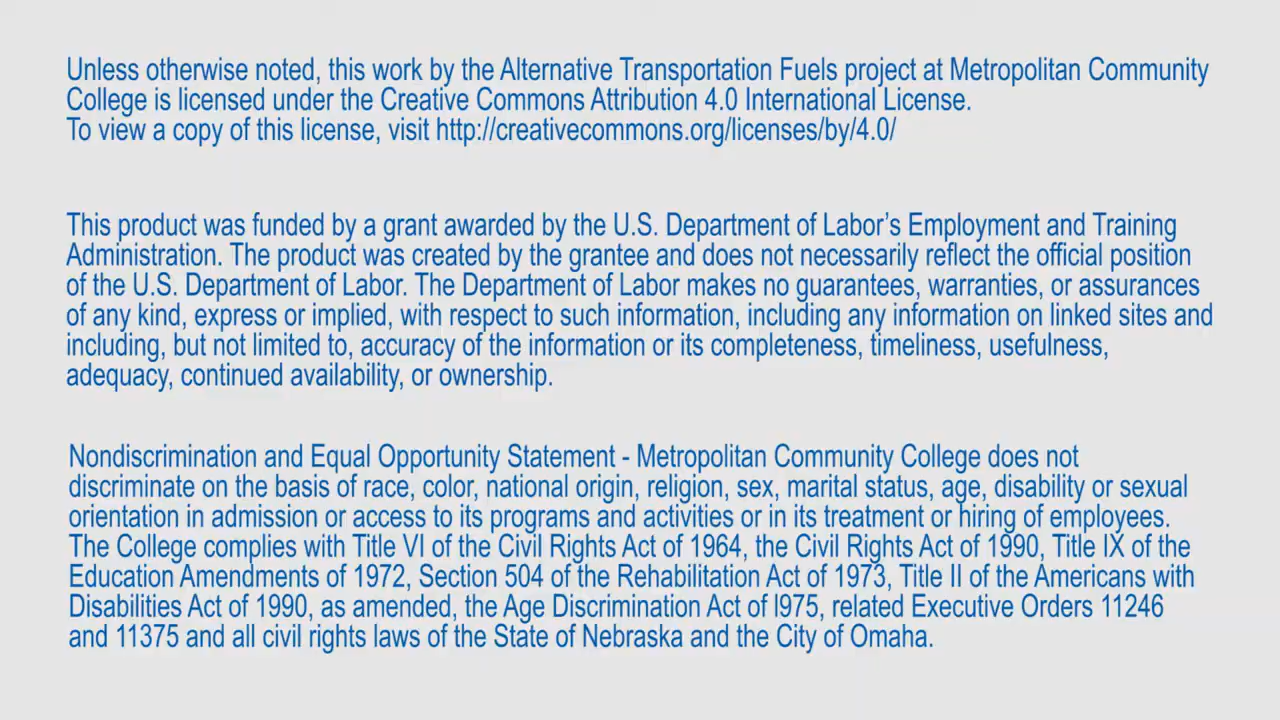 Unless otherwise noted, this work by the Alternative Transportation Fuels project at Metropolitan Community
College is licensed under the Creative Commons Attribution 4.0 International License.
To view a copy of this license, visit http://creativecommons.org/licenses/by/4.0/
This product was funded by a grant awarded by the U.S. Department of Labor’s Employment and Training
Administration. The product was created by the grantee and does not necessarily reflect the official position
of the U.S. Department of Labor. The Department of Labor makes no guarantees, warranties, or assurances
of any kind, express or implied, with respect to such information, including any information on linked sites and
including, but not limited to, accuracy of the information or its completeness, timeliness, usefulness,
adequacy, continued availability, or ownership.
Nondiscrimination and Equal Opportunity Statement - Metropolitan Community College does not
discriminate on the basis of race, color, national origin, religion, sex, marital status, age, disability or sexual
orientation in admission or access to its programs and activities or in its treatment or hiring of employees.
The College complies with Title VI of the Civil Rights Act of 1964, the Civil Rights Act of 1990, Title IX of the
Education Amendments of 1972, Section 504 of the Rehabilitation Act of 1973, Title II of the Americans with
Disabilities Act of 1990, as amended, the Age Discrimination Act of l975, related Executive Orders 11246
and 11375 and all civil rights laws of the State of Nebraska and the City of Omaha.